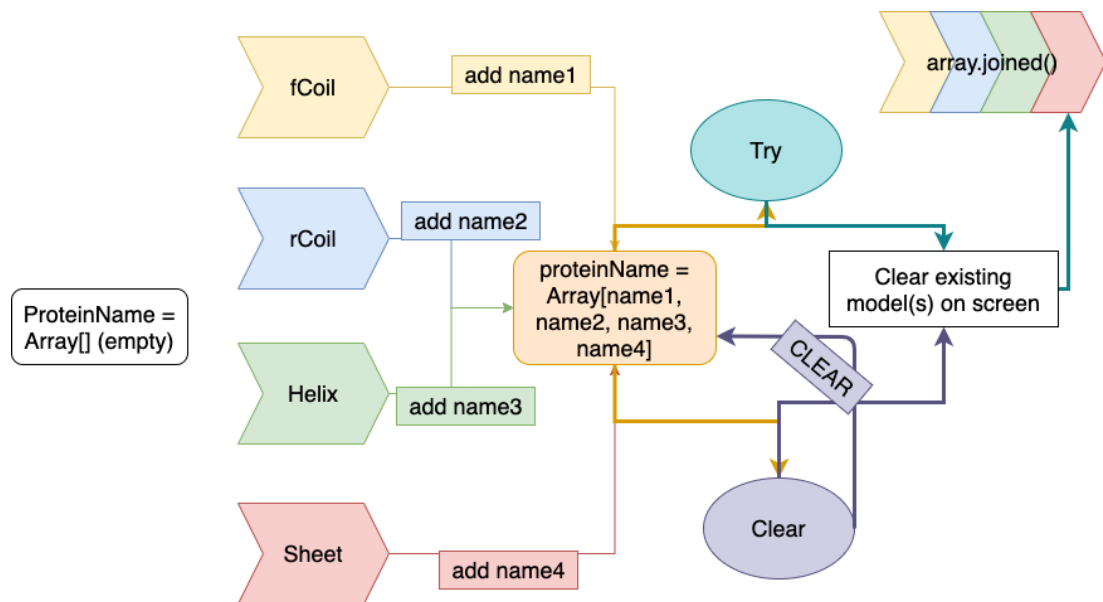 ProteinName =
Array[] (empty)
fCoil
add name1
rCoil
add name2
Helix
add name3
Sheet
add name4
proteinName =
Array[name1,
name2, name3,
name4]
Try
Clear
CLEAR
Clear existing
model(s) on screen
array.joined()